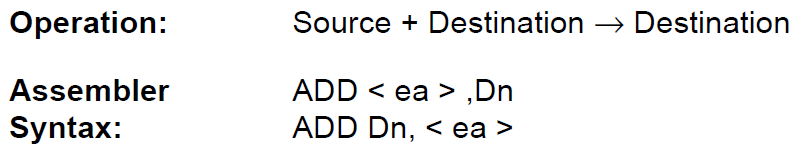 Operation: Source + Destination → Destination
Assembler ADD < ea > ,Dn
Syntax: ADD Dn, < ea >